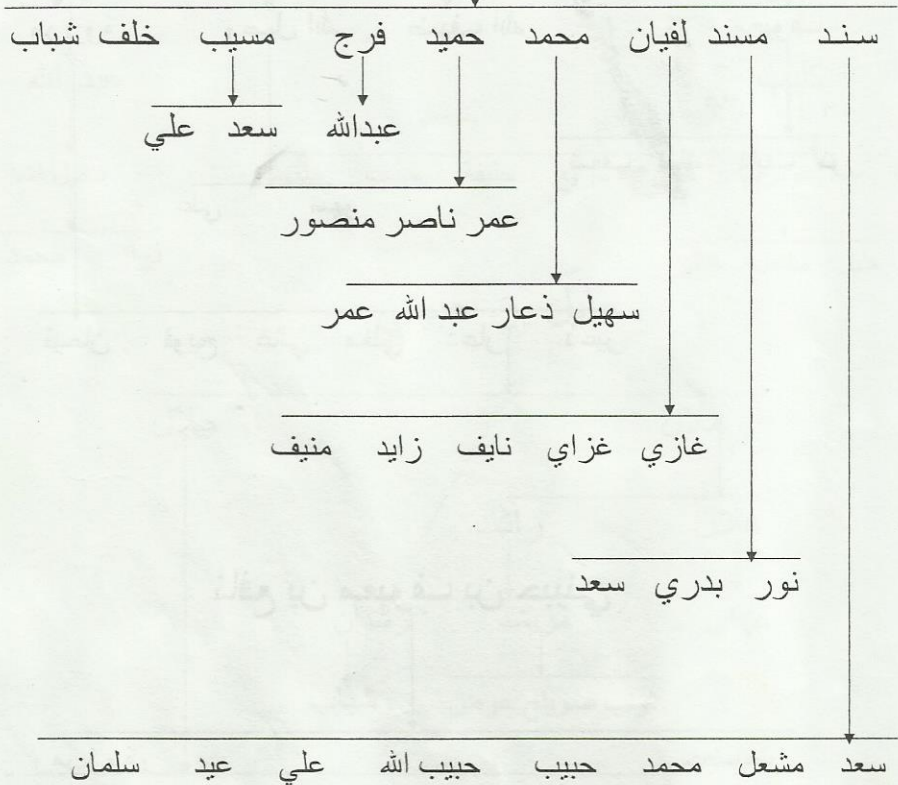 سند مسند لفيان محمد حميد فرج مسيب خلف شباب
عبدالله سعد علي
عمر ناصر منصور
سهيل ذعار عبد الله عمر
غازي غزاي نايف زايد منيف
نور بدري سعد
سعد مشعل محمد حبيب حبيب الله علي عيد سلمان